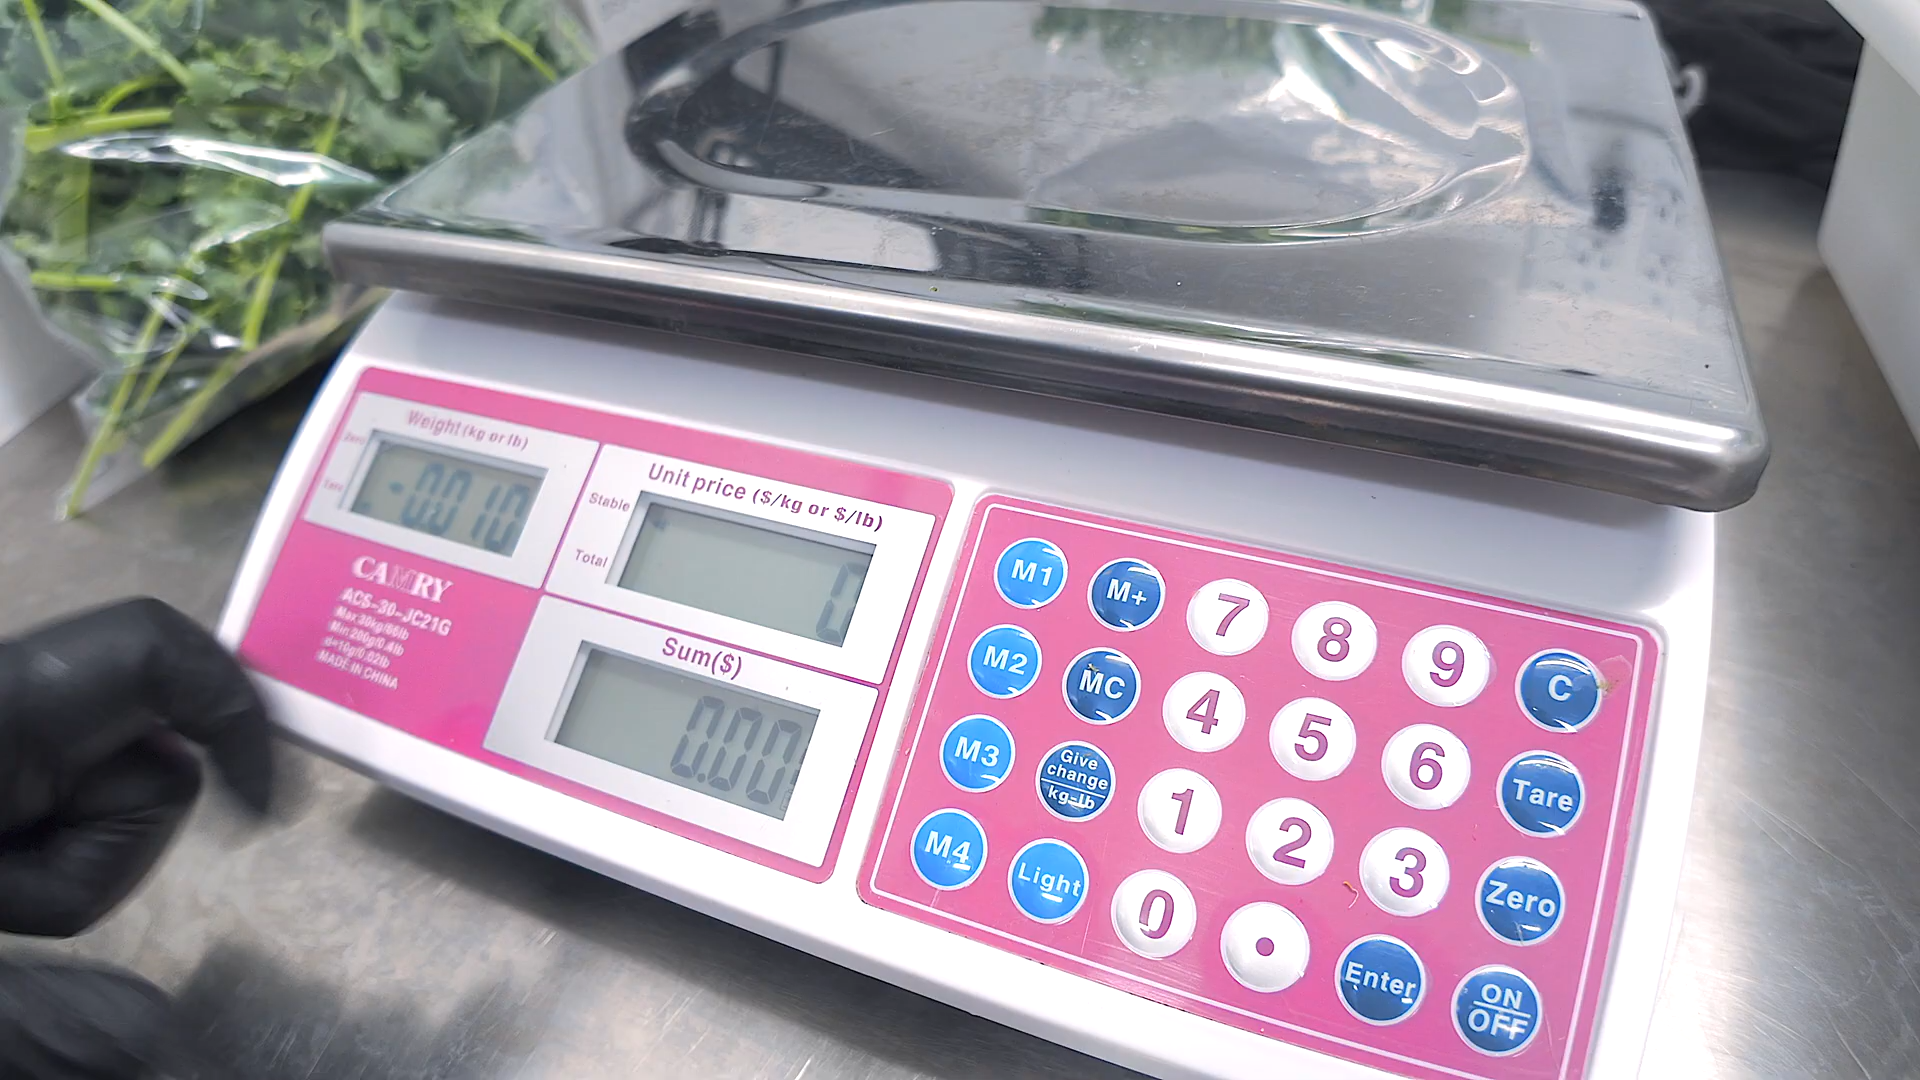 Weight (kg or lb)
Zero
-0.010
Unit price ($/kg or $/lb)
Stable
Total
0
Sum($)
0.00
CAMRY
ACS-30-JC21G
Max 30kg/66lb
Min 200g/0.4lb
d=10g/0.02lb
MADE IN CHINA
M1 M+ 7 8 9 C
M2 MC 4 5 6 Tare
M3 Give change kg-lb 1 2 3 Zero
M4 Light 0 . Enter ON OFF